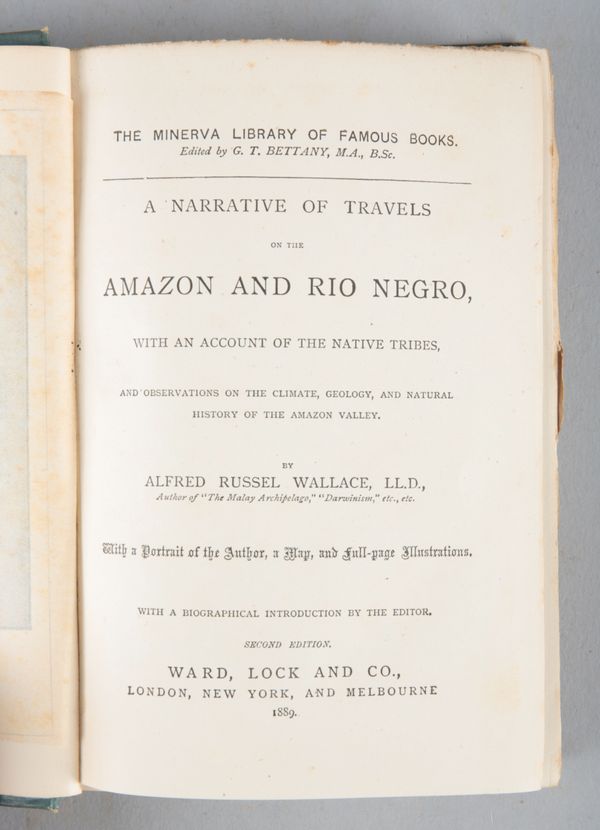 THE MINERVA LIBRARY OF FAMOUS BOOKS.
Edited by G. T. BETTANY, M.A., B.Sc.
A NARRATIVE OF TRAVELS
ON THE
AMAZON AND RIO NEGRO,
WITH AN ACCOUNT OF THE NATIVE TRIBES,
AND OBSERVATIONS ON THE CLIMATE, GEOLOGY, AND NATURAL
HISTORY OF THE AMAZON VALLEY.
BY
ALFRED RUSSEL WALLACE, LL.D.,
Author of "The Malay Archipelago," "Darwinism," etc., etc.
With a Portrait of the Author, a Map, and Full-page Illustrations.
WITH A BIOGRAPHICAL INTRODUCTION BY THE EDITOR.
SECOND EDITION.
WARD, LOCK AND CO.,
LONDON, NEW YORK, AND MELBOURNE
1889.